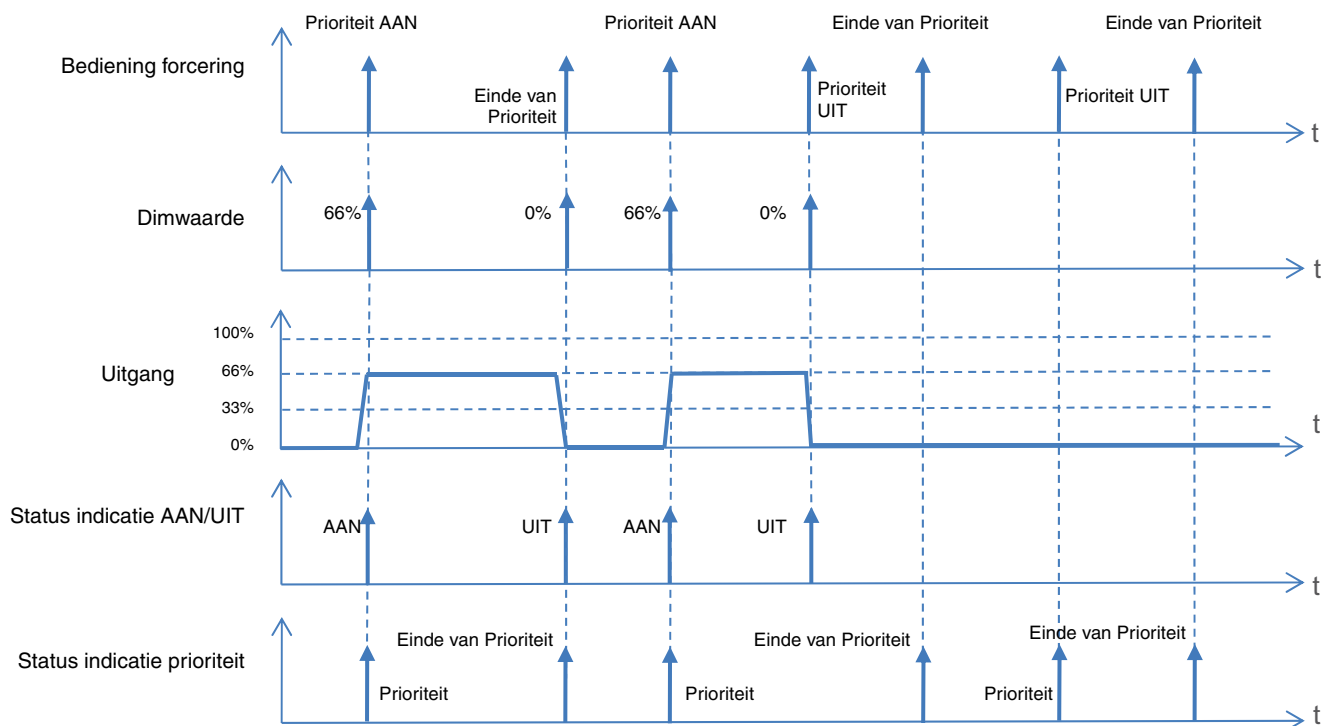 Prioriteit AAN
Prioriteit AAN
Einde van Prioriteit
Einde van Prioriteit
Bediening forcering
Einde van
Prioriteit
Prioriteit
UIT
Prioriteit UIT
t
Dimwaarde
66%
0%
66%
0%
t
Uitgang
100%
66%
33%
0%
t
Status indicatie AAN/UIT
AAN
UIT
AAN
UIT
t
Status indicatie prioriteit
Einde van Prioriteit
Einde van Prioriteit
Einde van Prioriteit
Prioriteit
Prioriteit
Prioriteit
t